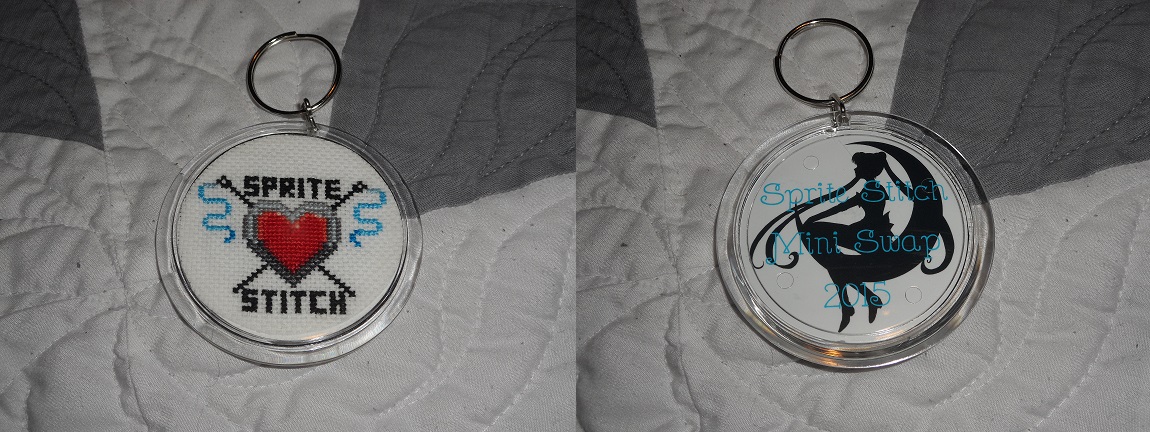 SPRITE
STITCH
Sprite Stitch
Mini Swap
2015